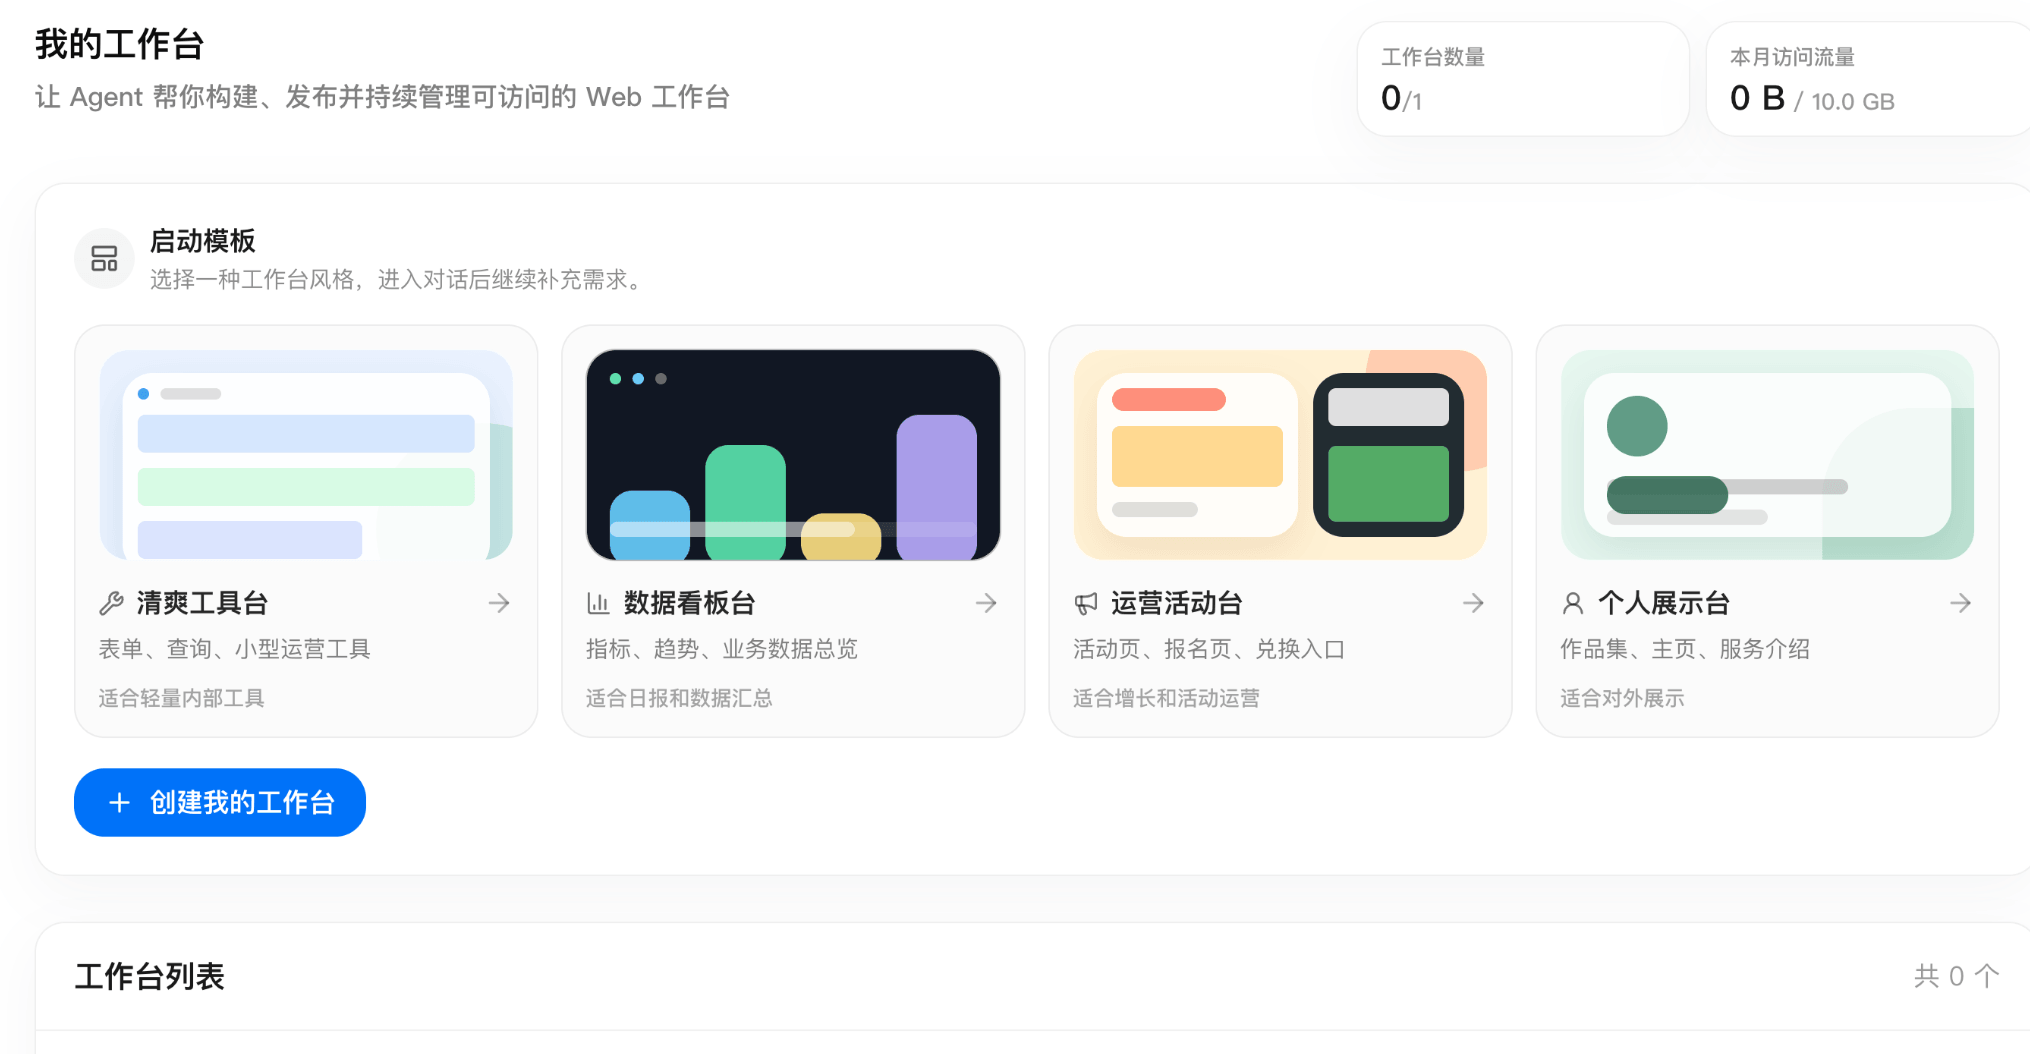 我的工作台
让 Agent 帮你构建、发布并持续管理可访问的 Web 工作台
工作台数量
0/1
本月访问流量
0 B / 10.0 GB
启动模板
选择一种工作台风格，进入对话后继续补充需求。
清爽工具台
表单、查询、小型运营工具
适合轻量内部工具
数据看板台
指标、趋势、业务数据总览
适合日报和数据汇总
运营活动台
活动页、报名页、兑换入口
适合增长和活动运营
个人展示台
作品集、主页、服务介绍
适合对外展示
创建我的工作台
工作台列表
共 0 个